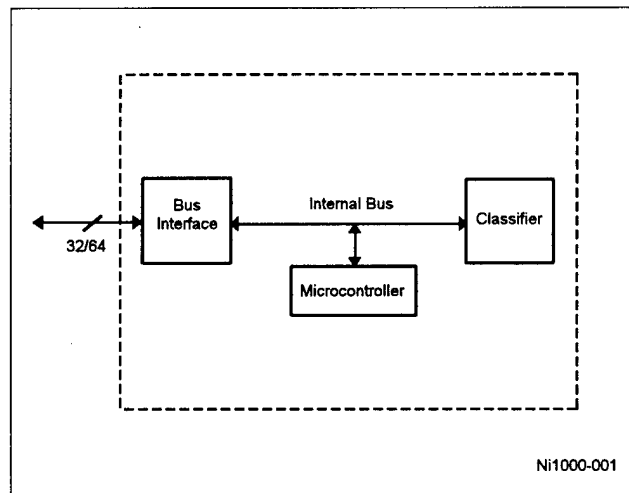 Bus
Interface
Internal Bus
Classifier
32/64
Microcontroller
Ni1000-001